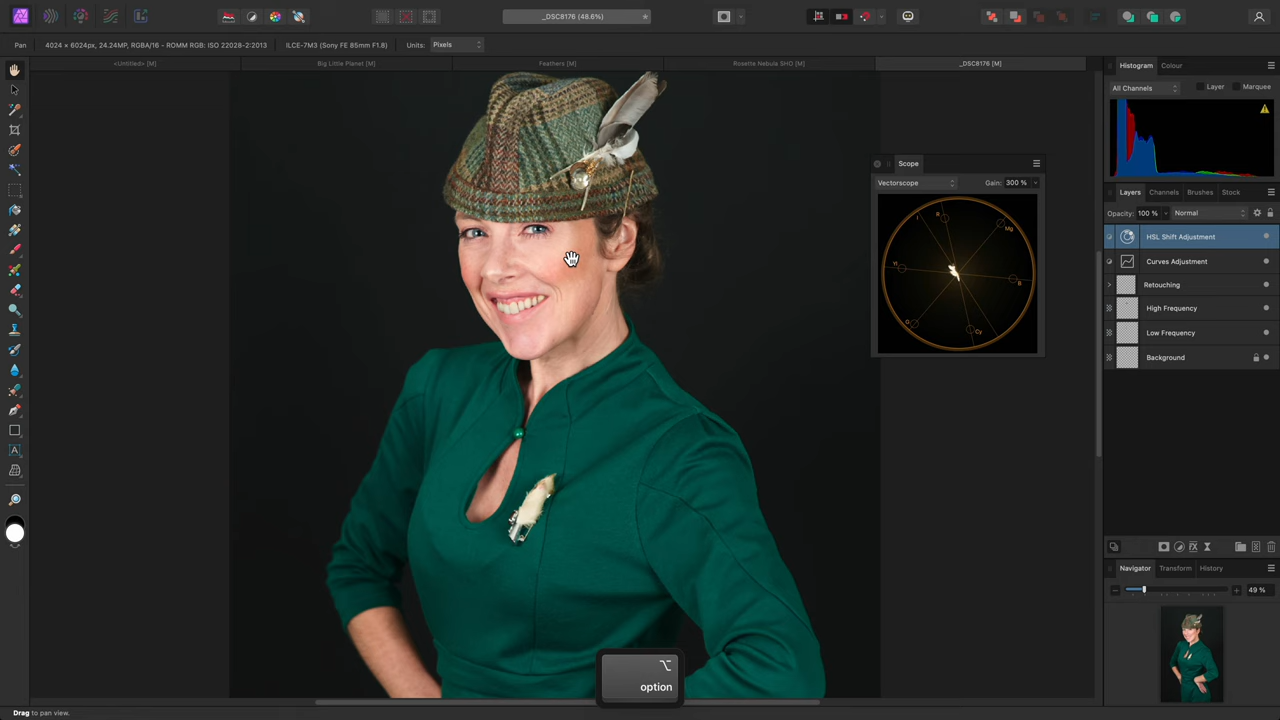 _DSC8176 (48.6%)
Pan 4024 × 6024px, 24.24MP, RGBA/16 - ROMM RGB: ISO 22028-2:2013 ILCE-7M3 (Sony FE 85mm F1.8) Units: Pixels
<Untitled> [M] Big Little Planet [M] Feathers [M] Rosette Nebula SHO [M] _DSC8176 [M]
Histogram Colour
All Channels Layer Marquee
Scope
Vectorscope Gain: 300 %
R Mg B Cy G Yl I
Layers Channels Brushes Stock
Opacity: 100 % Normal
HSL Shift Adjustment
Curves Adjustment
Retouching
High Frequency
Low Frequency
Background
Navigator Transform History
49 %
option
Drag to pan view.